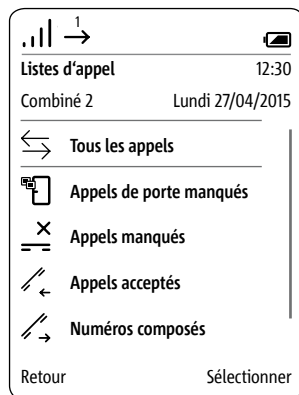 1
Listes d'appel 12:30
Combiné 2 Lundi 27/04/2015
Tous les appels
Appels de porte manqués
Appels manqués
Appels acceptés
Numéros composés
Retour Sélectionner